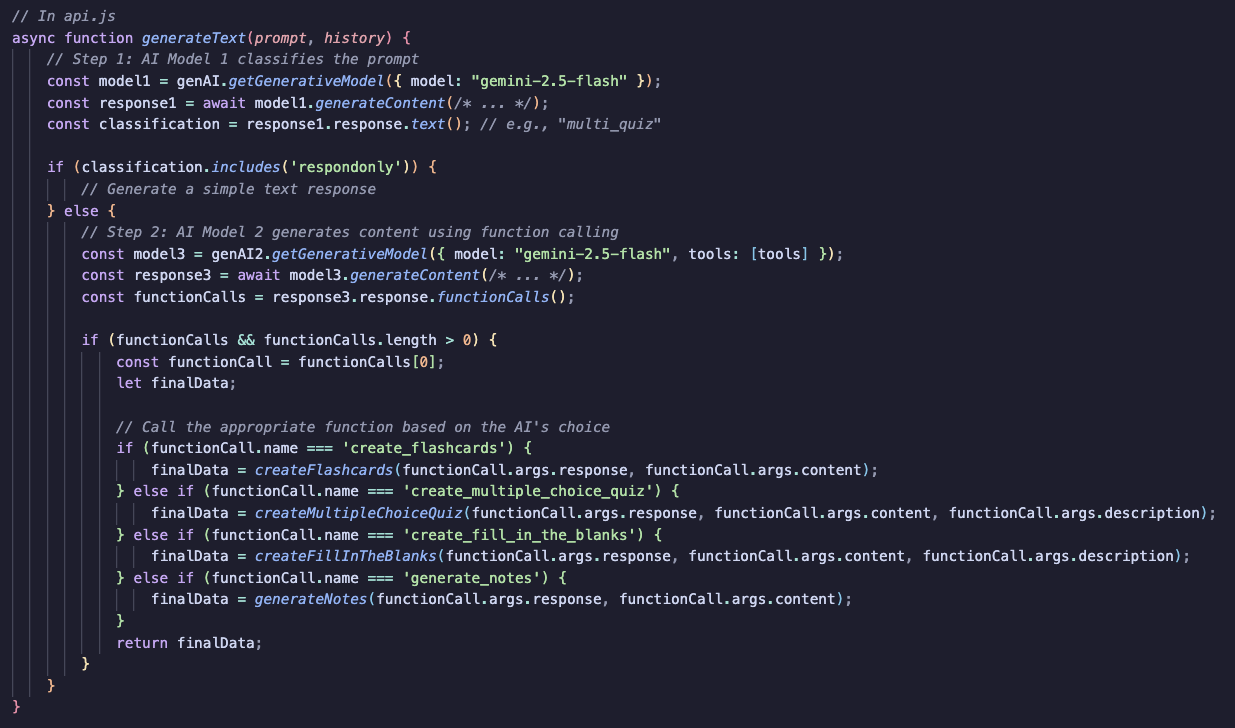 // In api.js
async function generateText(prompt, history) {
    // Step 1: AI Model 1 classifies the prompt
    const model1 = genAI.getGenerativeModel({ model: "gemini-2.5-flash" });
    const response1 = await model1.generateContent(/* ... */);
    const classification = response1.response.text(); // e.g., "multi_quiz"

    if (classification.includes('respondonly')) {
        // Generate a simple text response
    } else {
        // Step 2: AI Model 2 generates content using function calling
        const model3 = genAI2.getGenerativeModel({ model: "gemini-2.5-flash", tools: [tools] });
        const response3 = await model3.generateContent(/* ... */);
        const functionCalls = response3.response.functionCalls();

        if (functionCalls && functionCalls.length > 0) {
            const functionCall = functionCalls[0];
            let finalData;

            // Call the appropriate function based on the AI's choice
            if (functionCall.name === 'create_flashcards') {
                finalData = createFlashcards(functionCall.args.response, functionCall.args.content);
            } else if (functionCall.name === 'create_multiple_choice_quiz') {
                finalData = createMultipleChoiceQuiz(functionCall.args.response, functionCall.args.content, functionCall.args.description);
            } else if (functionCall.name === 'create_fill_in_the_blanks') {
                finalData = createFillInTheBlanks(functionCall.args.response, functionCall.args.content, functionCall.args.description);
            } else if (functionCall.name === 'generate_notes') {
                finalData = generateNotes(functionCall.args.response, functionCall.args.content);
            }
            return finalData;
        }
    }
}